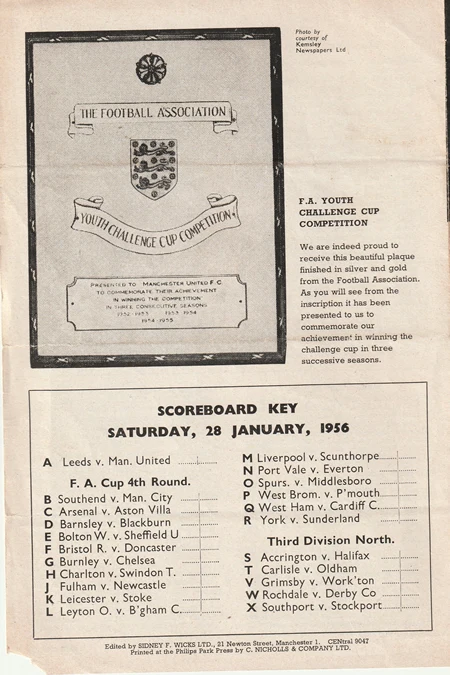 Photo by
courtesy of
Kemsley
Newspapers Ltd
THE FOOTBALL ASSOCIATION
YOUTH CHALLENGE CUP COMPETITION
PRESENTED TO MANCHESTER UNITED F.C.
TO COMMEMORATE THEIR ACHIEVEMENT
IN WINNING THE COMPETITION
IN THREE CONSECUTIVE SEASONS
1952-1953 1953-1954
1954-1955
F.A. YOUTH
CHALLENGE CUP
COMPETITION
We are indeed proud to
receive this beautiful plaque
finished in silver and gold
from the Football Association.
As you will see from the
inscription it has been
presented to us to
commemorate our
achievement in winning the
challenge cup in three
successive seasons.
SCOREBOARD KEY
SATURDAY, 28 JANUARY, 1956
A Leeds v. Man. United
F. A. Cup 4th Round.
B Southend v. Man. City
C Arsenal v. Aston Villa
D Barnsley v. Blackburn
E Bolton W. v. Sheffield U
F Bristol R. v. Doncaster
G Burnley v. Chelsea
H Charlton v. Swindon T.
J Fulham v. Newcastle
K Leicester v. Stoke
L Leyton O. v. B'gham C.
M Liverpool v. Scunthorpe
N Port Vale v. Everton
O Spurs. v. Middlesboro
P West Brom. v. P'mouth
Q West Ham v. Cardiff C.
R York v. Sunderland
Third Division North.
S Accrington v. Halifax
T Carlisle v. Oldham
V Grimsby v. Work'ton
W Rochdale v. Derby Co
X Southport v. Stockport
Edited by SIDNEY F. WICKS LTD., 21 Newton Street, Manchester 1. CENtral 9047
Printed at the Philips Park Press by C. NICHOLLS & COMPANY LTD.